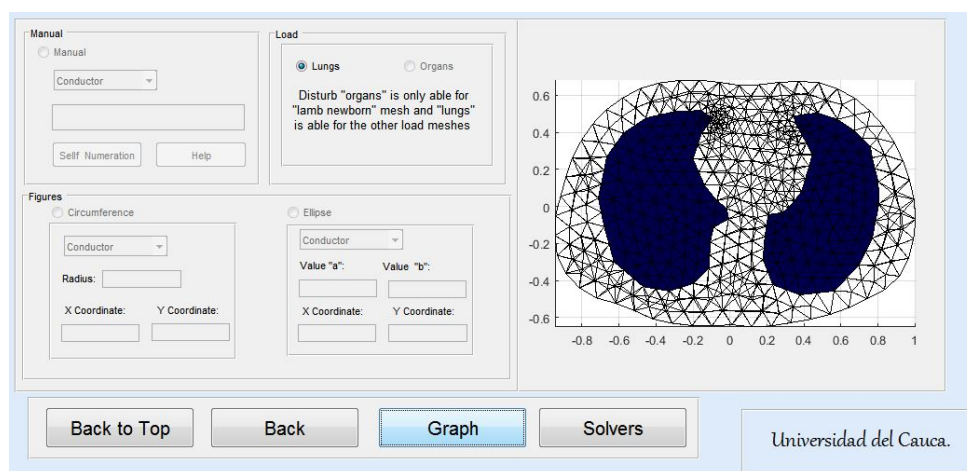 Manual
Manual
Conductor
Sellf Numeration
Help
Load
Lungs
Organs
Disturb "organs" is only able for
"lamb newborn" mesh and "lungs"
is able for the other load meshes
Figures
Circumference
Conductor
Radius:
X Coordinate:
Y Coordinate:
Ellipse
Conductor
Value "a":
Value "b":
X Coordinate:
Y Coordinate:
0.6
0.4
0.2
0
-0.2
-0.4
-0.6
-0.8 -0.6 -0.4 -0.2 0 0.2 0.4 0.6 0.8 1
Back to Top
Back
Graph
Solvers
Universidad del Cauca.